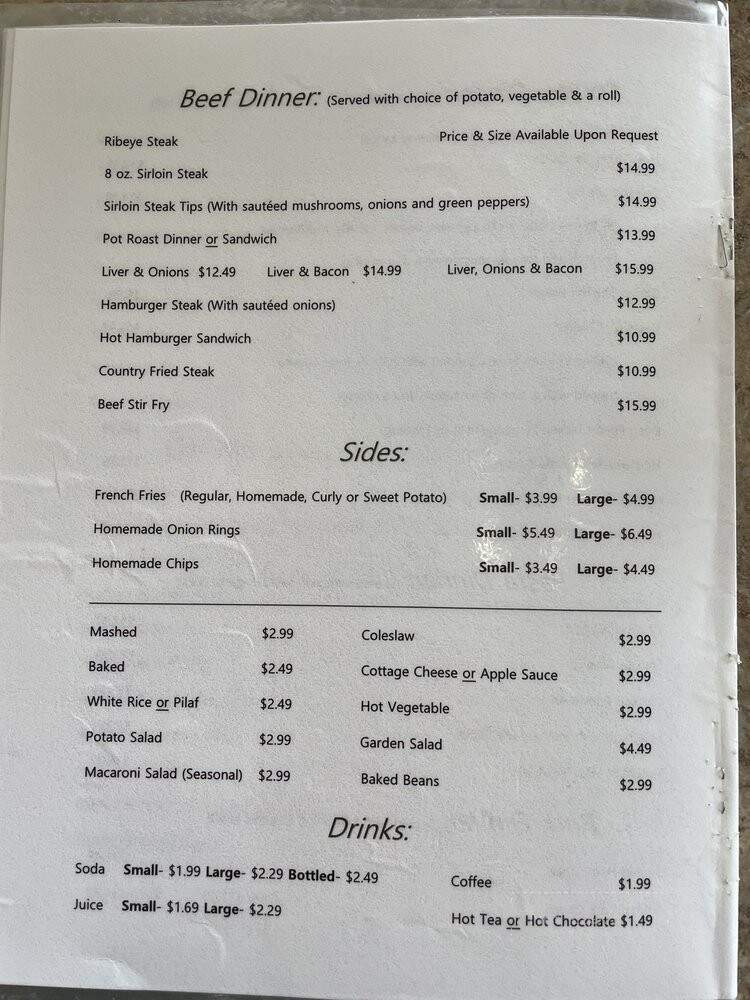 Beef Dinner: (Served with choice of potato, vegetable & a roll)
Ribeye Steak Price & Size Available Upon Request
8 oz. Sirloin Steak $14.99
Sirloin Steak Tips (With sautéed mushrooms, onions and green peppers) $14.99
Pot Roast Dinner or Sandwich $13.99
Liver & Onions $12.49 Liver & Bacon $14.99 Liver, Onions & Bacon $15.99
Hamburger Steak (With sautéed onions) $12.99
Hot Hamburger Sandwich $10.99
Country Fried Steak $10.99
Beef Stir Fry $15.99
Sides:
French Fries (Regular, Homemade, Curly or Sweet Potato) Small- $3.99 Large- $4.99
Homemade Onion Rings Small- $5.49 Large- $6.49
Homemade Chips Small- $3.49 Large- $4.49
Mashed $2.99 Coleslaw $2.99
Baked $2.49 Cottage Cheese or Apple Sauce $2.99
White Rice or Pilaf $2.49 Hot Vegetable $2.99
Potato Salad $2.99 Garden Salad $4.49
Macaroni Salad (Seasonal) $2.99 Baked Beans $2.99
Drinks:
Soda Small- $1.99 Large- $2.29 Bottled- $2.49 Coffee $1.99
Juice Small- $1.69 Large- $2.29 Hot Tea or Hot Chocolate $1.49